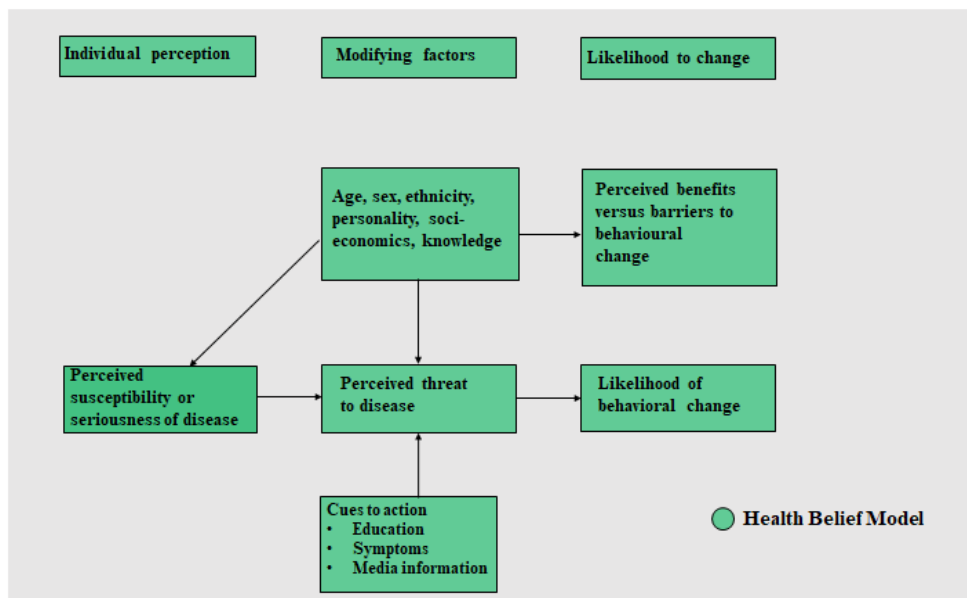 Individual perception
Modifying factors
Likelihood to change
Age, sex, ethnicity,
personality, soci-
economics, knowledge
Perceived benefits
versus barriers to
behavioural
change
Perceived
susceptibility or
seriousness of disease
Perceived threat
to disease
Likelihood of
behavioral change
Cues to action
• Education
• Symptoms
• Media information
Health Belief Model